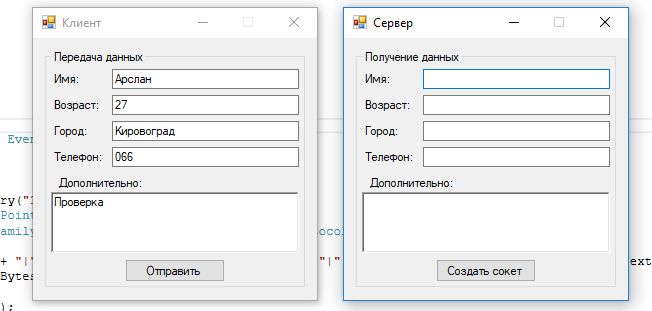 Клиент
Передача данных
Имя: Арслан
Возраст: 27
Город: Кировоград
Телефон: 066
Дополнительно:
Проверка
Отправить
Сервер
Получение данных
Имя:
Возраст:
Город:
Телефон:
Дополнительно:
Создать сокет
Even
ry("1
Point
amily
ocol
+ "|"
"|"
ext
Bytes
);